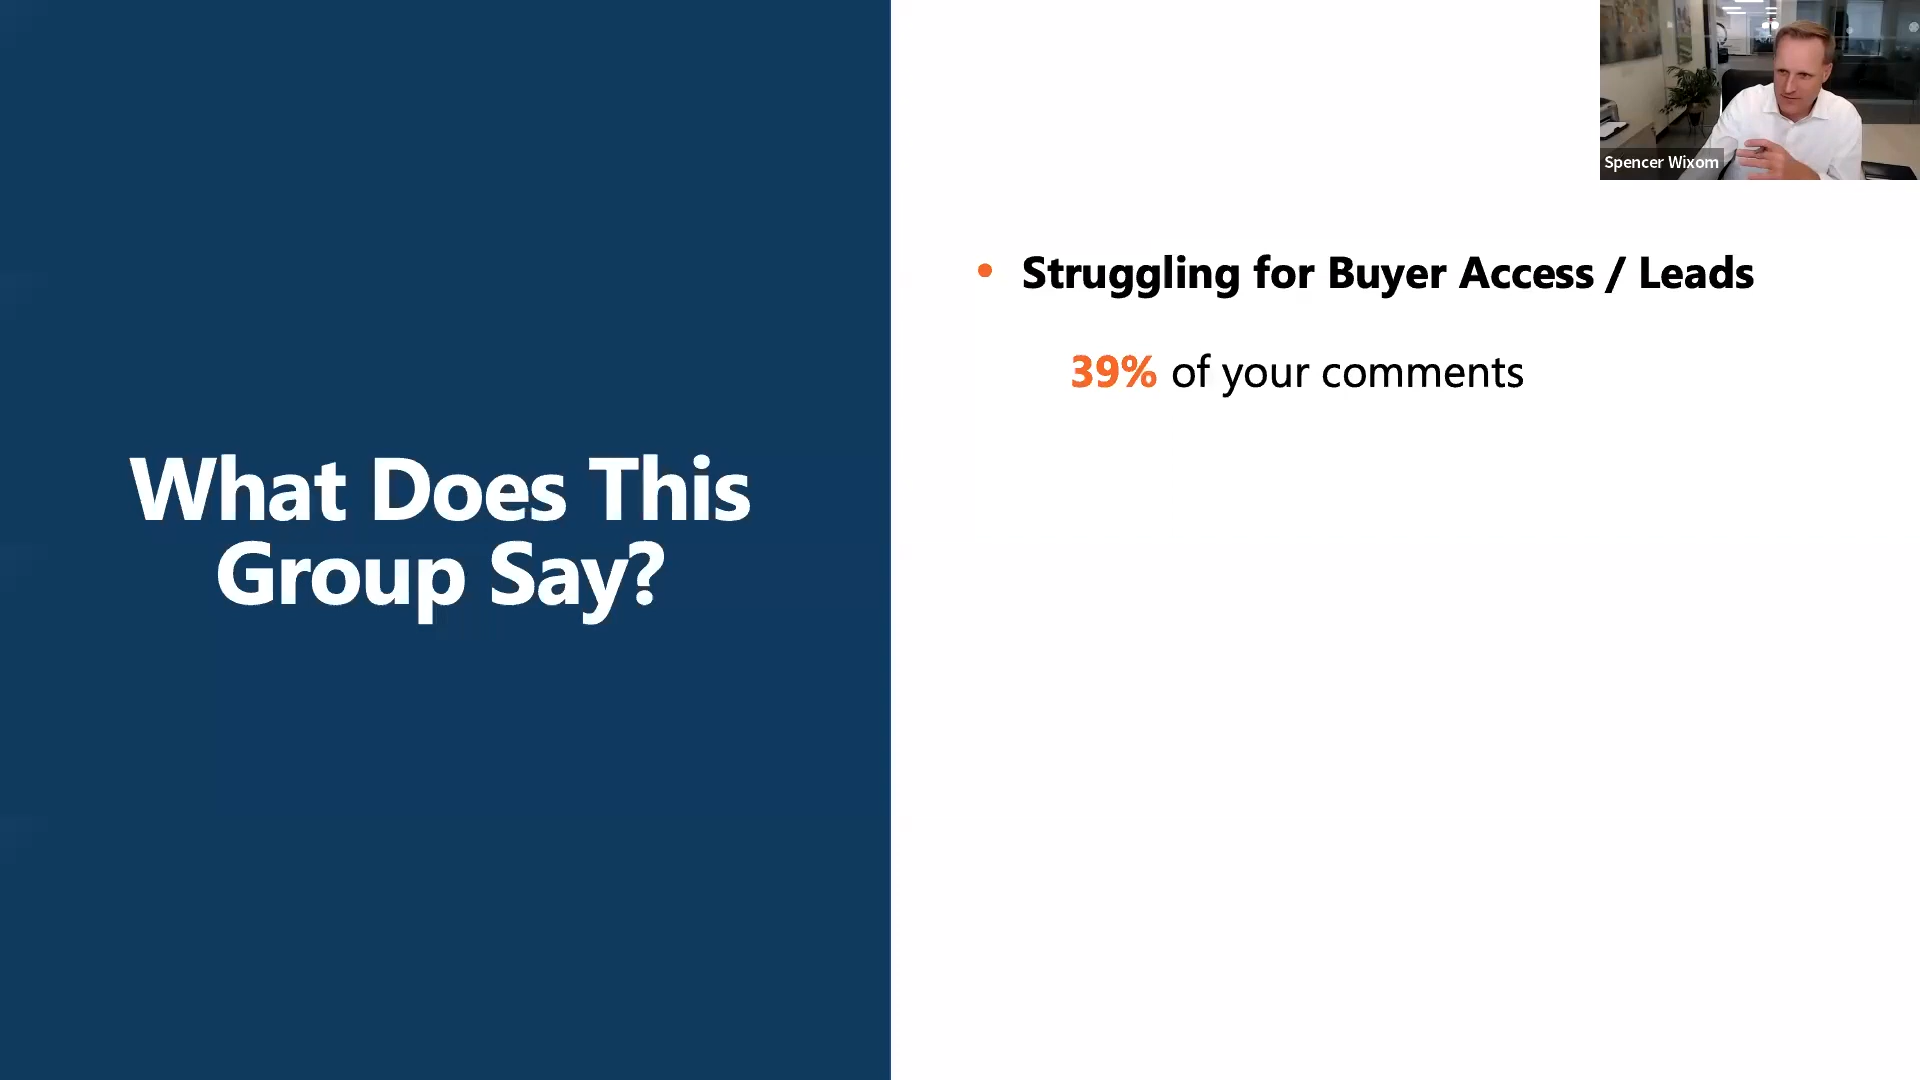 What Does This
Group Say?
• Struggling for Buyer Access / Leads
39% of your comments
Spencer Wixom